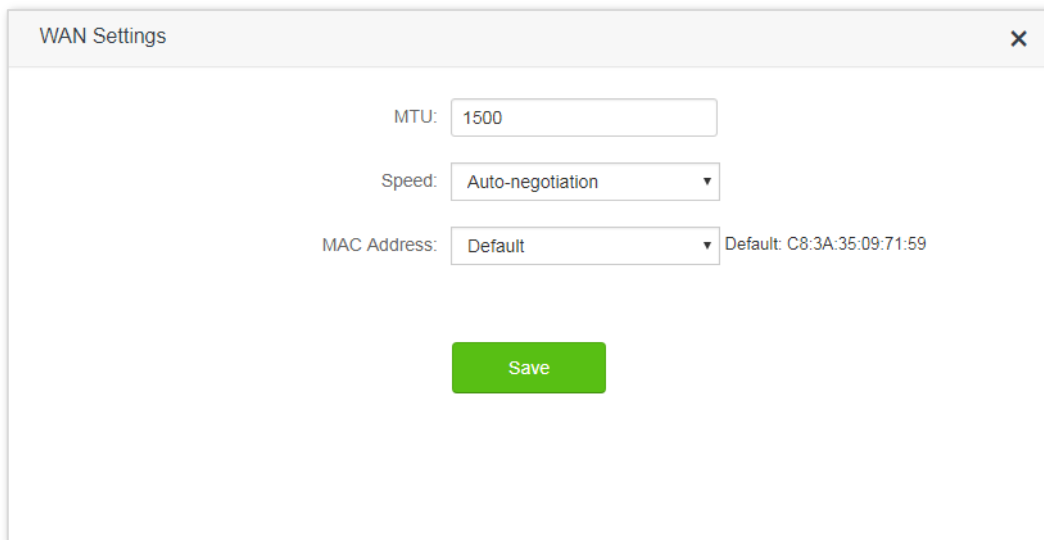 WAN Settings
MTU: 1500
Speed: Auto-negotiation
MAC Address: Default Default: C8:3A:35:09:71:59
Save